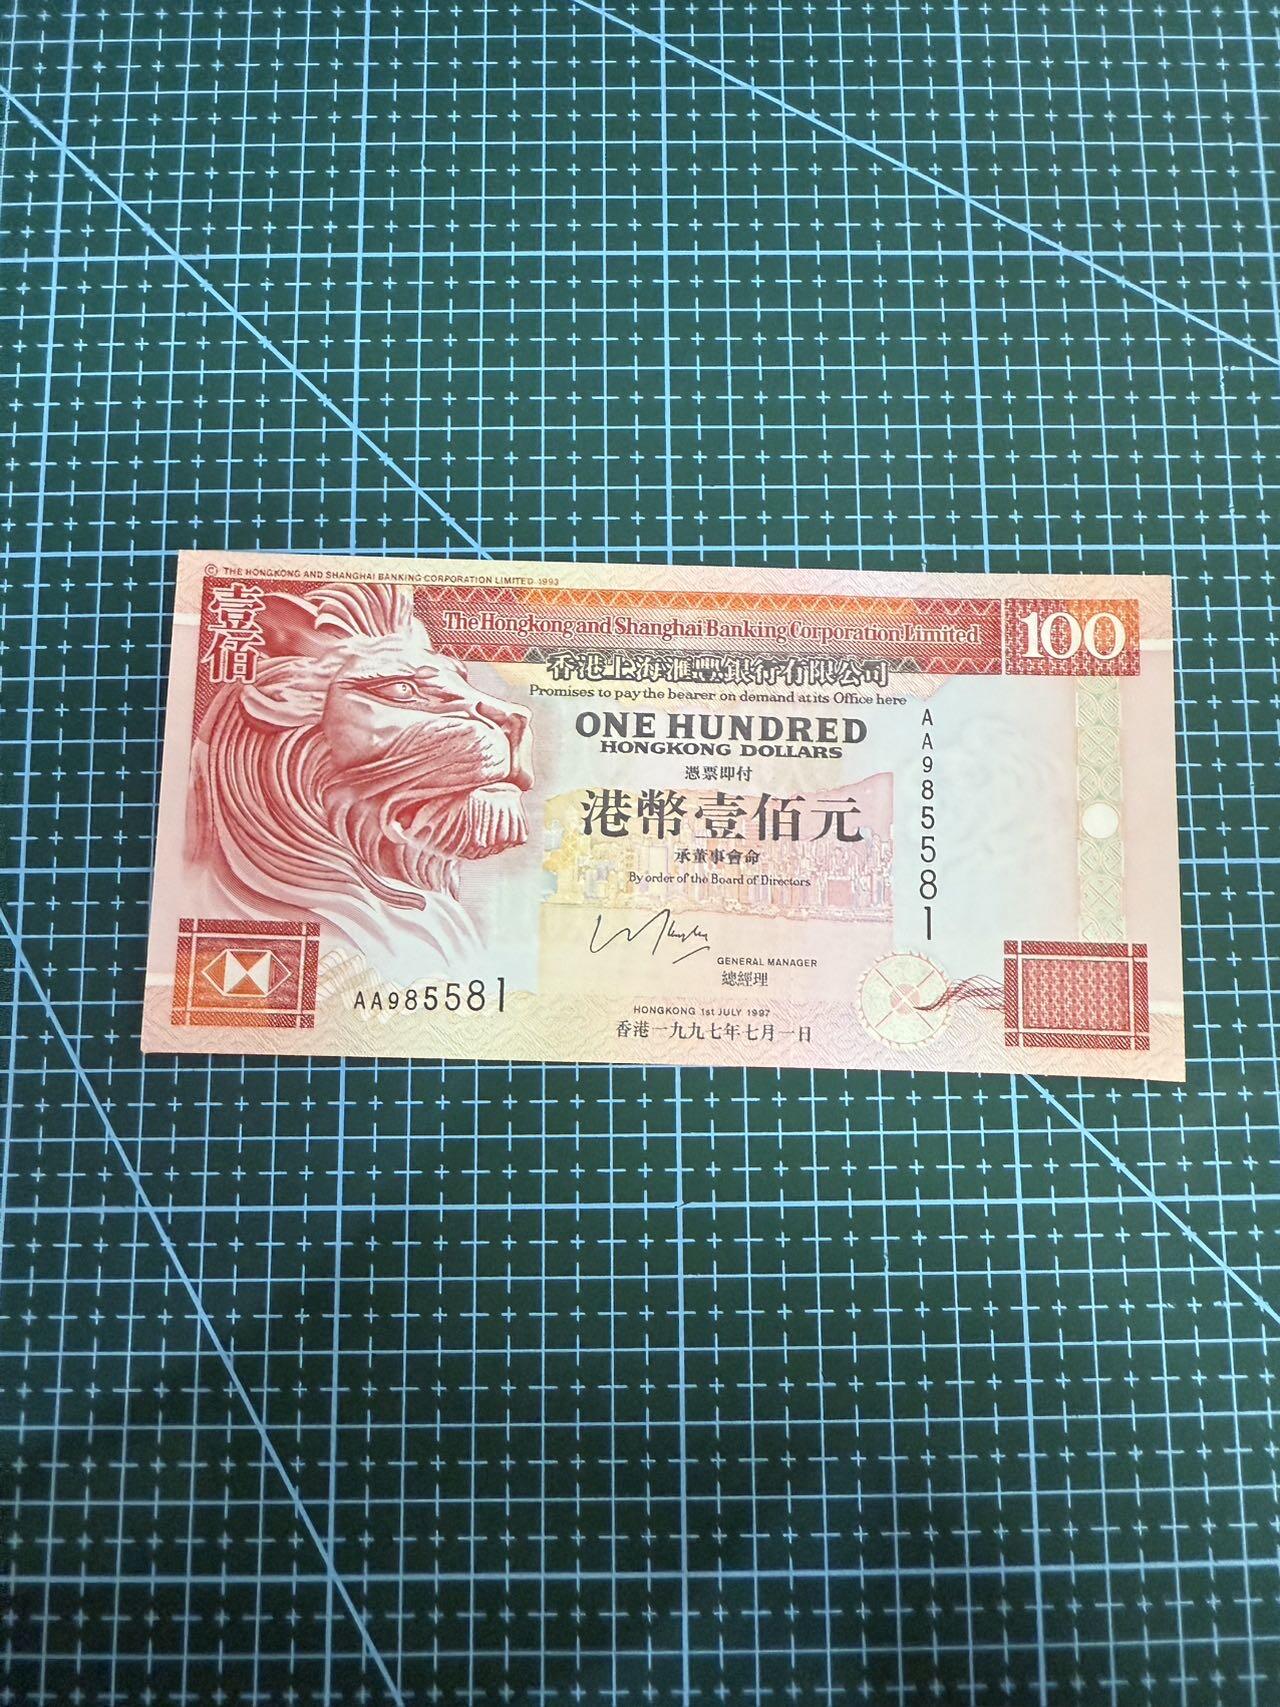 © THE HONGKONG AND SHANGHAI BANKING CORPORATION LIMITED 1993
壹佰
The Hongkong and Shanghai Banking Corporation Limited
100
香港上海滙豐銀行有限公司
Promises to pay the bearer on demand at its Office here
ONE HUNDRED
HONGKONG DOLLARS
憑票即付
港幣壹佰元
承董事會命
By order of the Board of Directors
AA985581
GENERAL MANAGER
總經理
AA985581
HONGKONG 1st JULY 1997
香港一九九七年七月一日